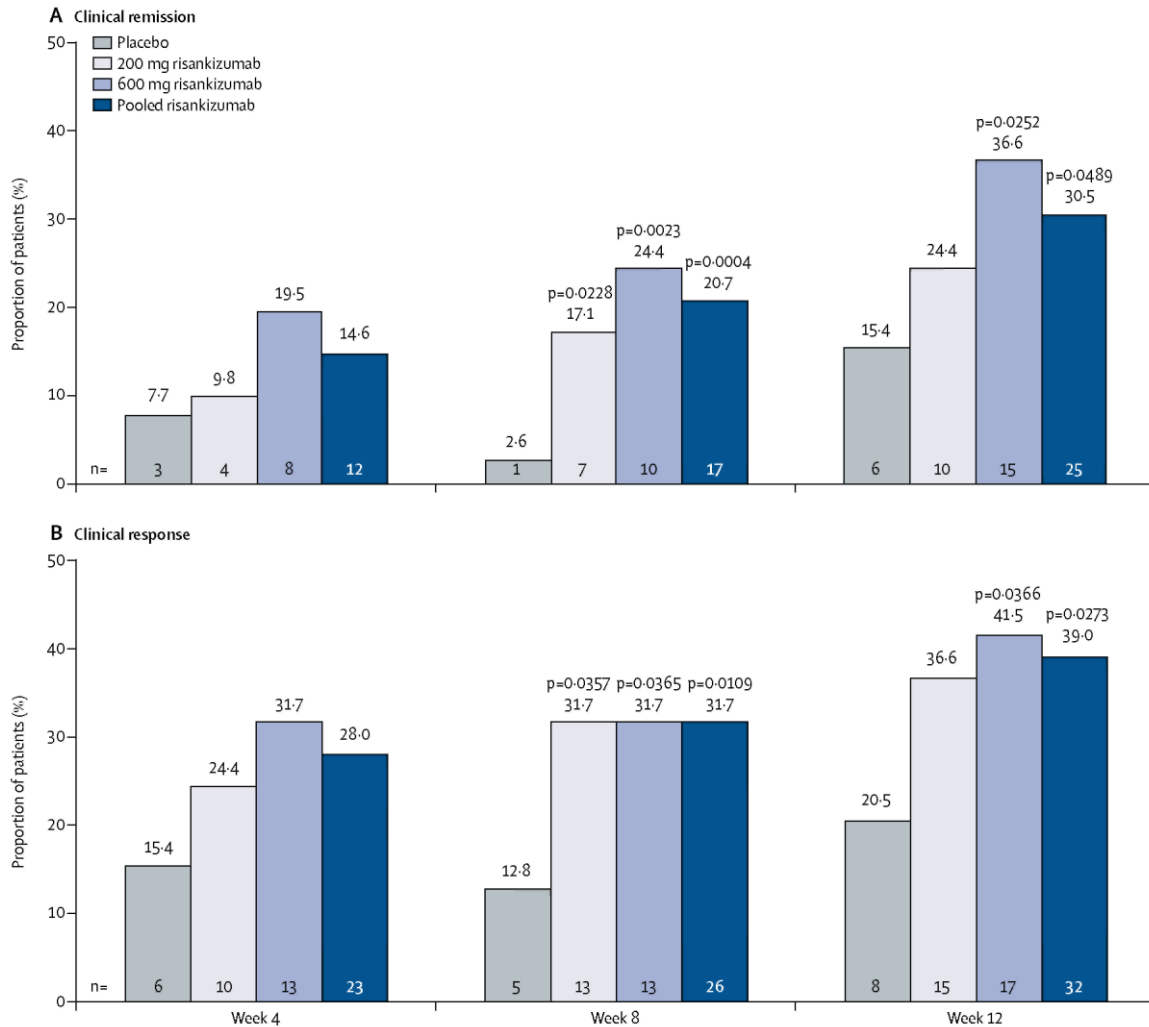 A Clinical remission
Placebo
200 mg risankizumab
600 mg risankizumab
Pooled risankizumab
Proportion of patients (%)
50
40
30
20
10
0
7·7
9·8
19·5
14·6
2·6
p=0·0228
17·1
p=0·0023
24·4
p=0·0004
20·7
15·4
24·4
p=0·0252
36·6
p=0·0489
30·5
n= 3 4 8 12 1 7 10 17 6 10 15 25
B Clinical response
Proportion of patients (%)
50
40
30
20
10
0
15·4
24·4
31·7
28·0
12·8
p=0·0357
31·7
p=0·0365
31·7
p=0·0109
31·7
20·5
36·6
p=0·0366
41·5
p=0·0273
39·0
n= 6 10 13 23 5 13 13 26 8 15 17 32
Week 4 Week 8 Week 12